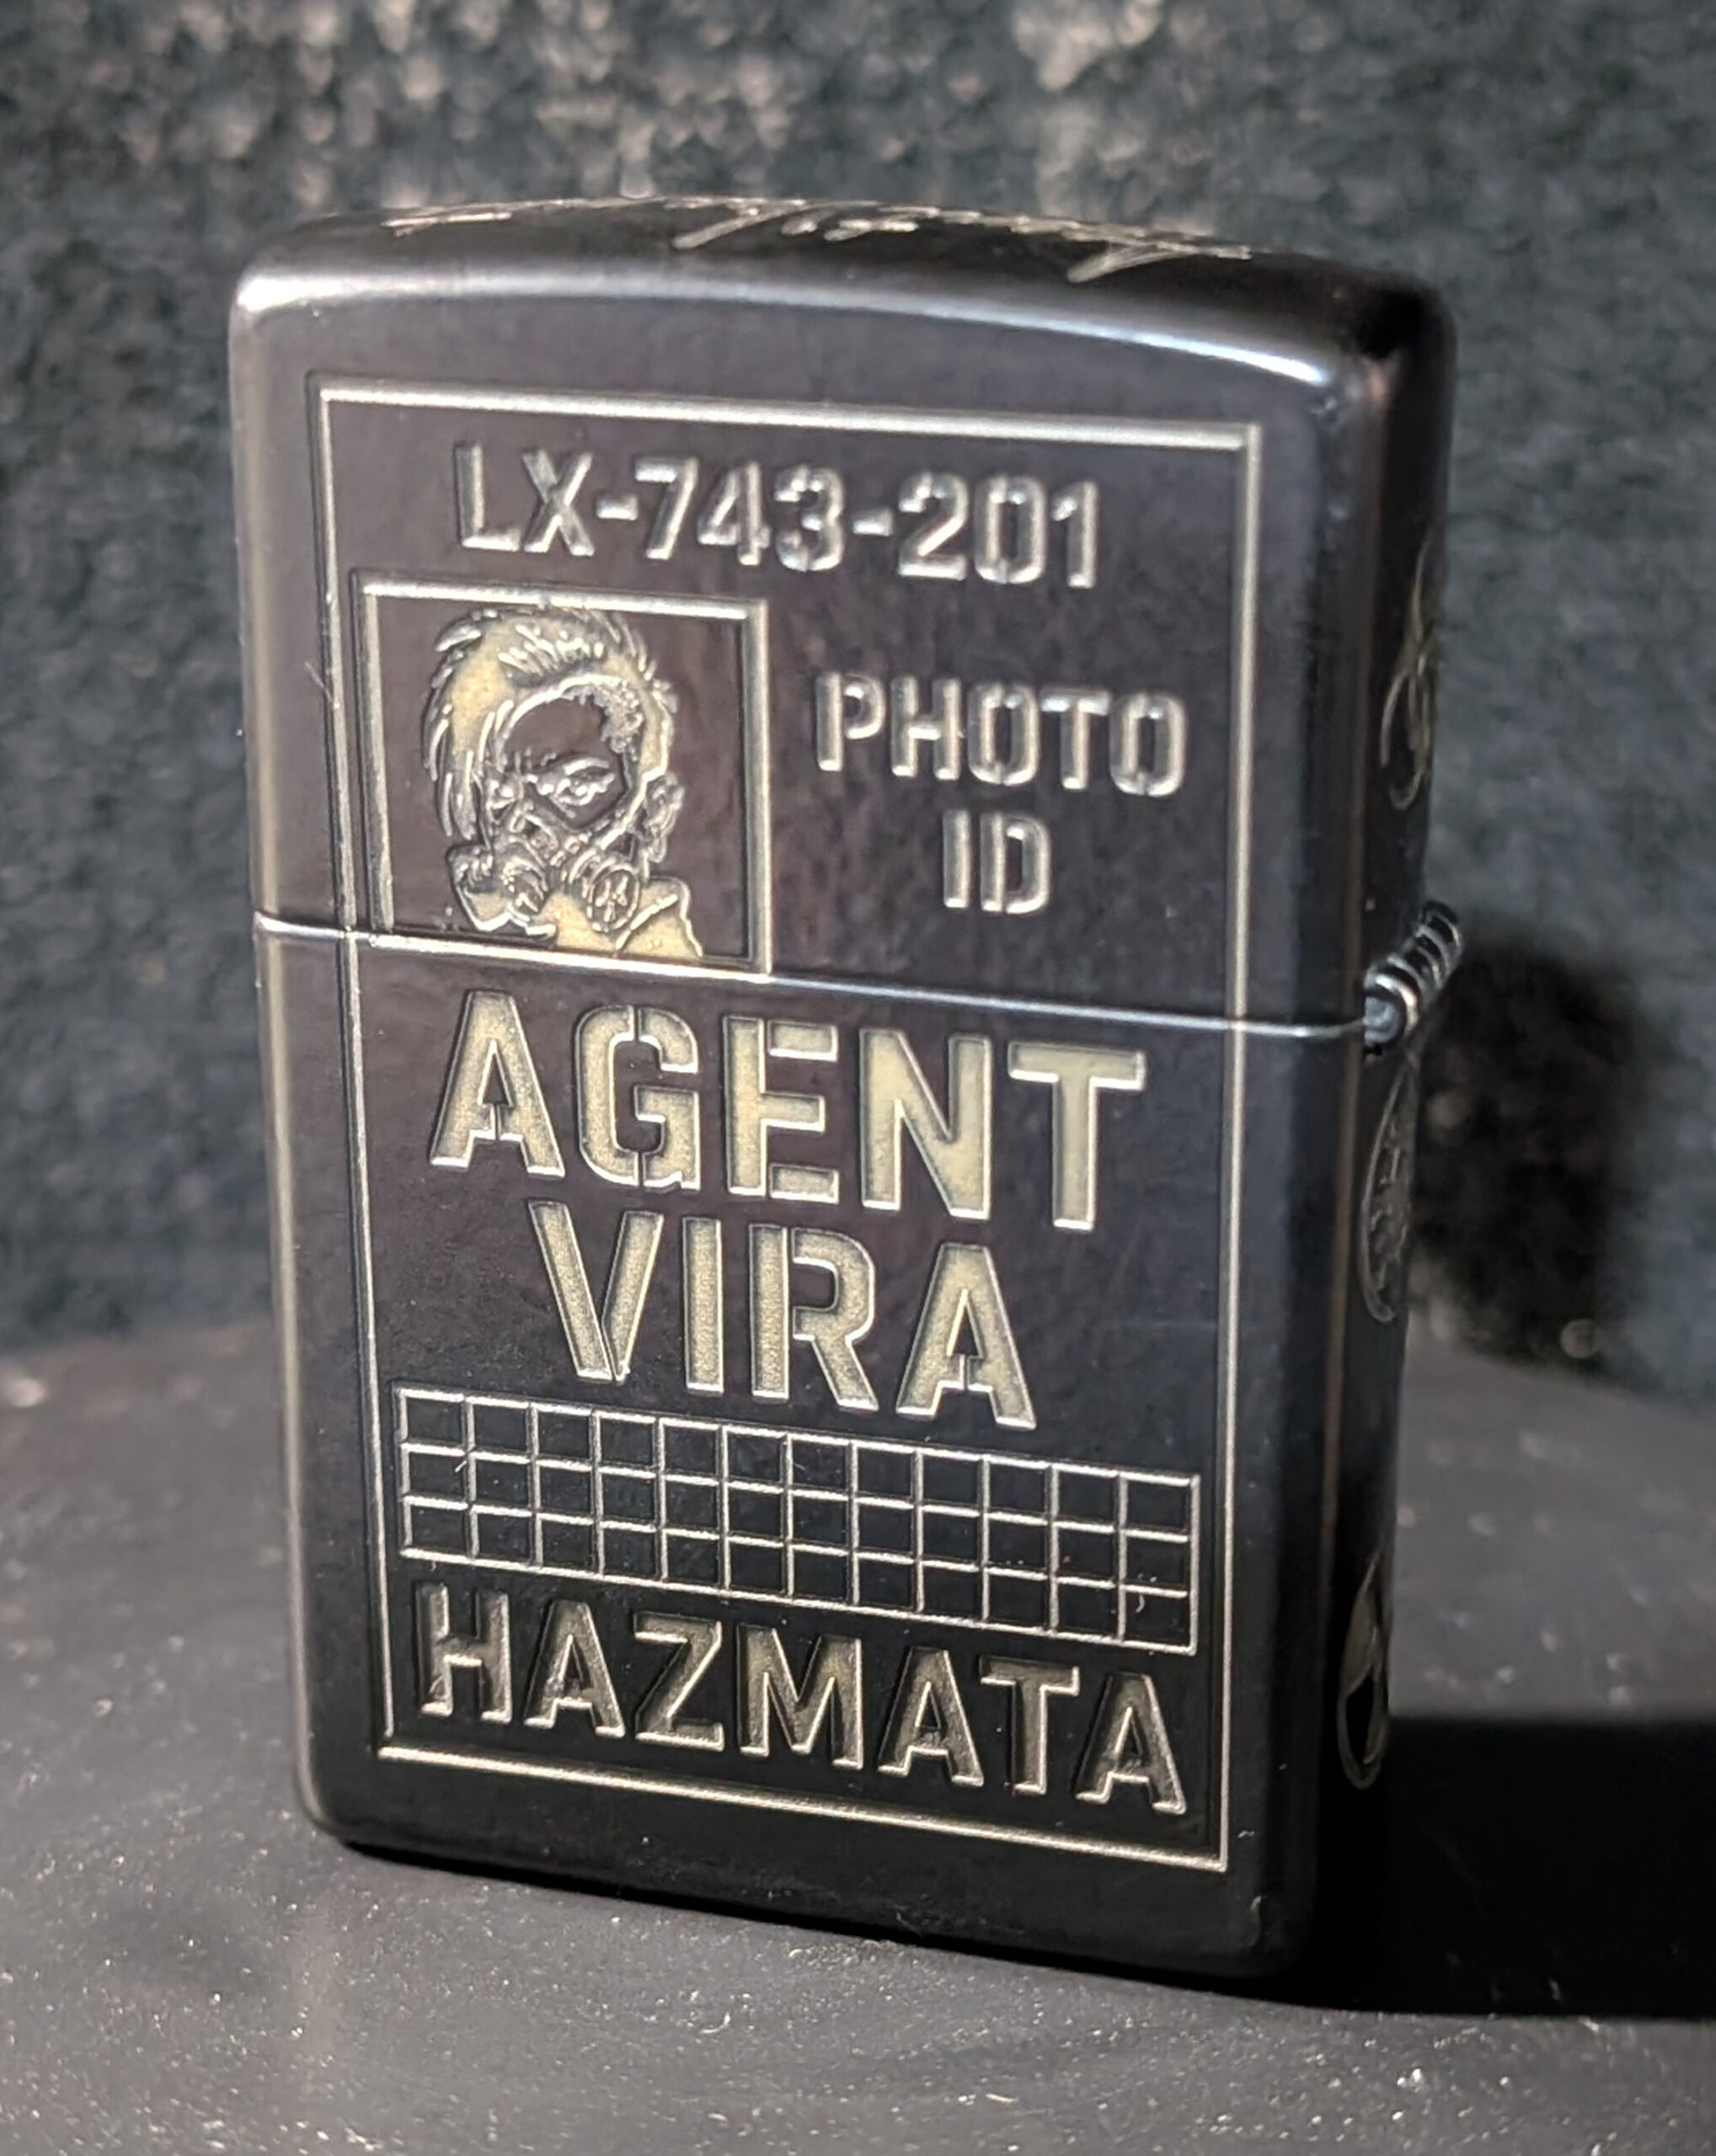 LX-743-201
PHOTO
ID
AGENT
VIRA
HAZMATA